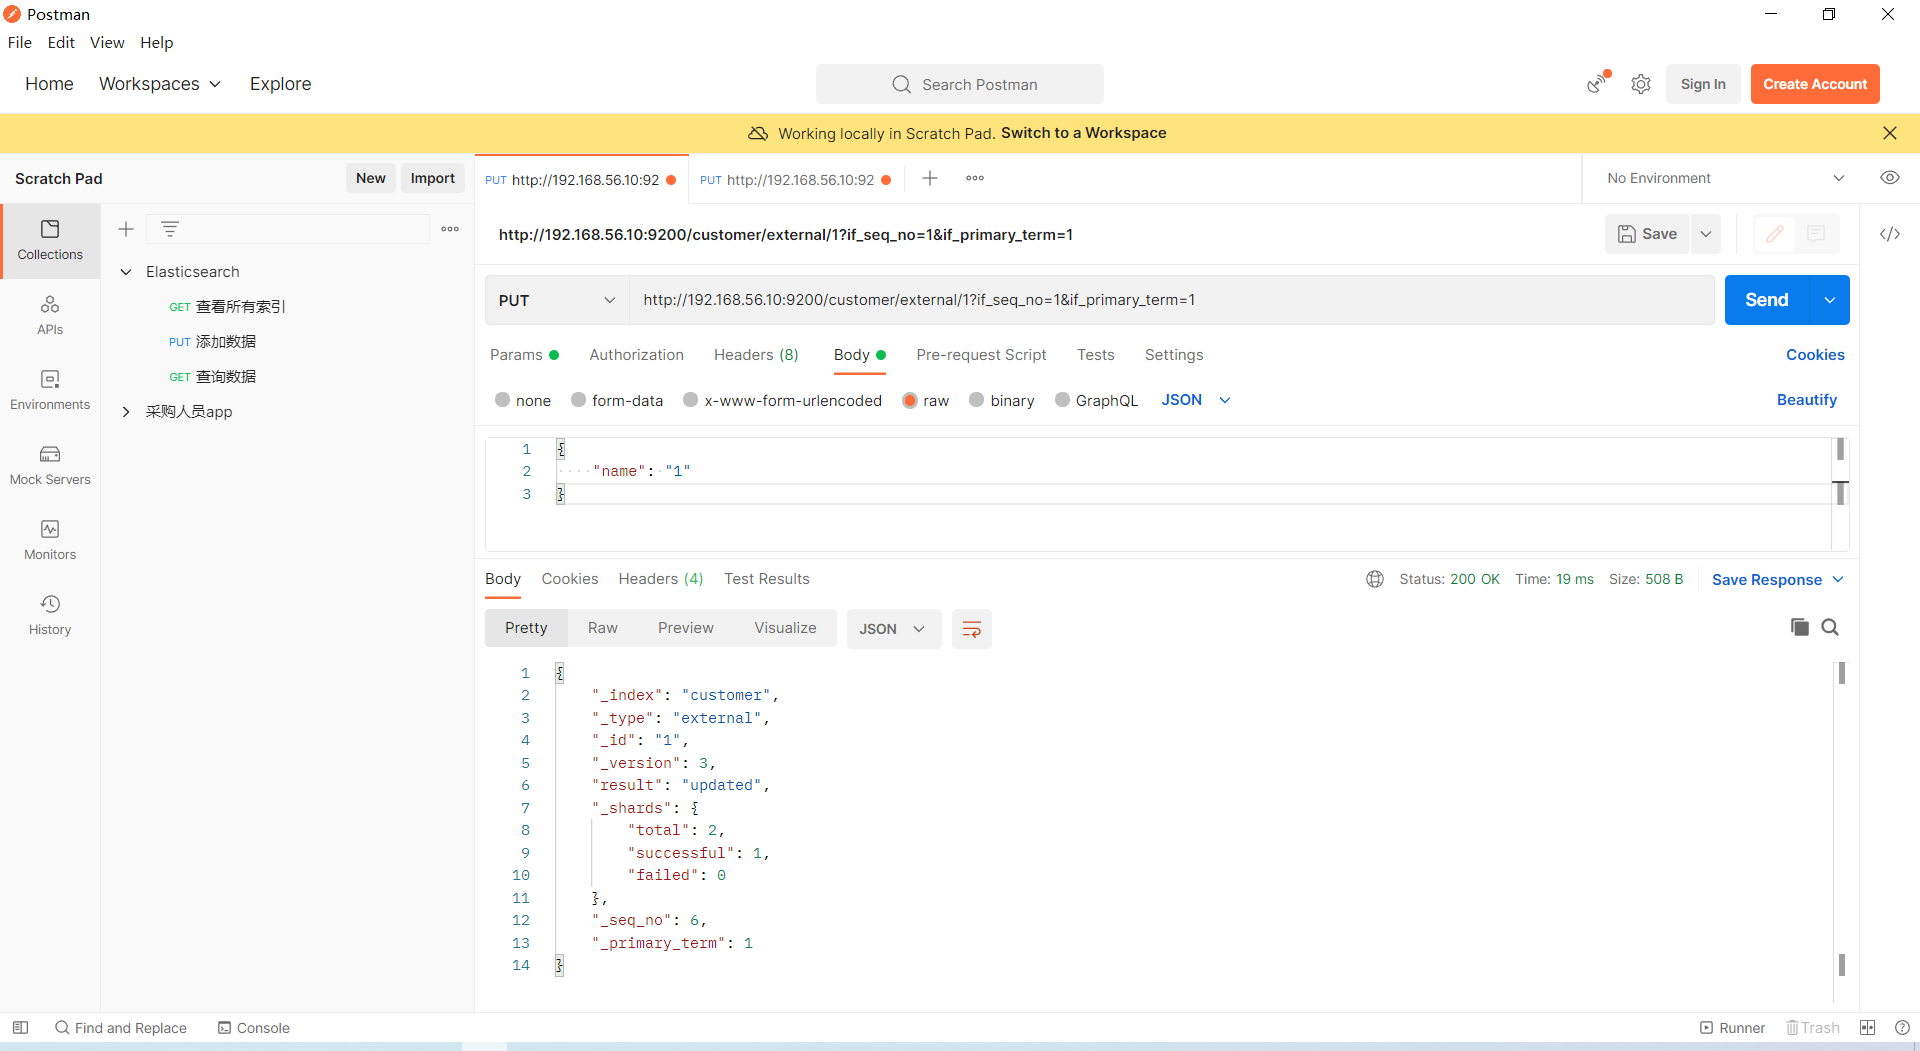 Postman
File Edit View Help
Home Workspaces Explore Search Postman Sign In Create Account
Working locally in Scratch Pad. Switch to a Workspace
Scratch Pad New Import
PUT http://192.168.56.10:92 PUT http://192.168.56.10:92 No Environment
Collections
APIs
Environments
Mock Servers
Monitors
History
Elasticsearch
GET 查看所有索引
PUT 添加数据
GET 查询数据
采购人员app
http://192.168.56.10:9200/customer/external/1?if_seq_no=1&if_primary_term=1 Save
PUT http://192.168.56.10:9200/customer/external/1?if_seq_no=1&if_primary_term=1 Send
Params Authorization Headers (8) Body Pre-request Script Tests Settings Cookies
none form-data x-www-form-urlencoded raw binary GraphQL JSON Beautify
1 {
2 "name": "1"
3 }
Body Cookies Headers (4) Test Results Status: 200 OK Time: 19 ms Size: 508 B Save Response
Pretty Raw Preview Visualize JSON
1 {
2 "_index": "customer",
3 "_type": "external",
4 "_id": "1",
5 "_version": 3,
6 "result": "updated",
7 "_shards": {
8 "total": 2,
9 "successful": 1,
10 "failed": 0
11 },
12 "_seq_no": 6,
13 "_primary_term": 1
14 }
Find and Replace Console Runner Trash